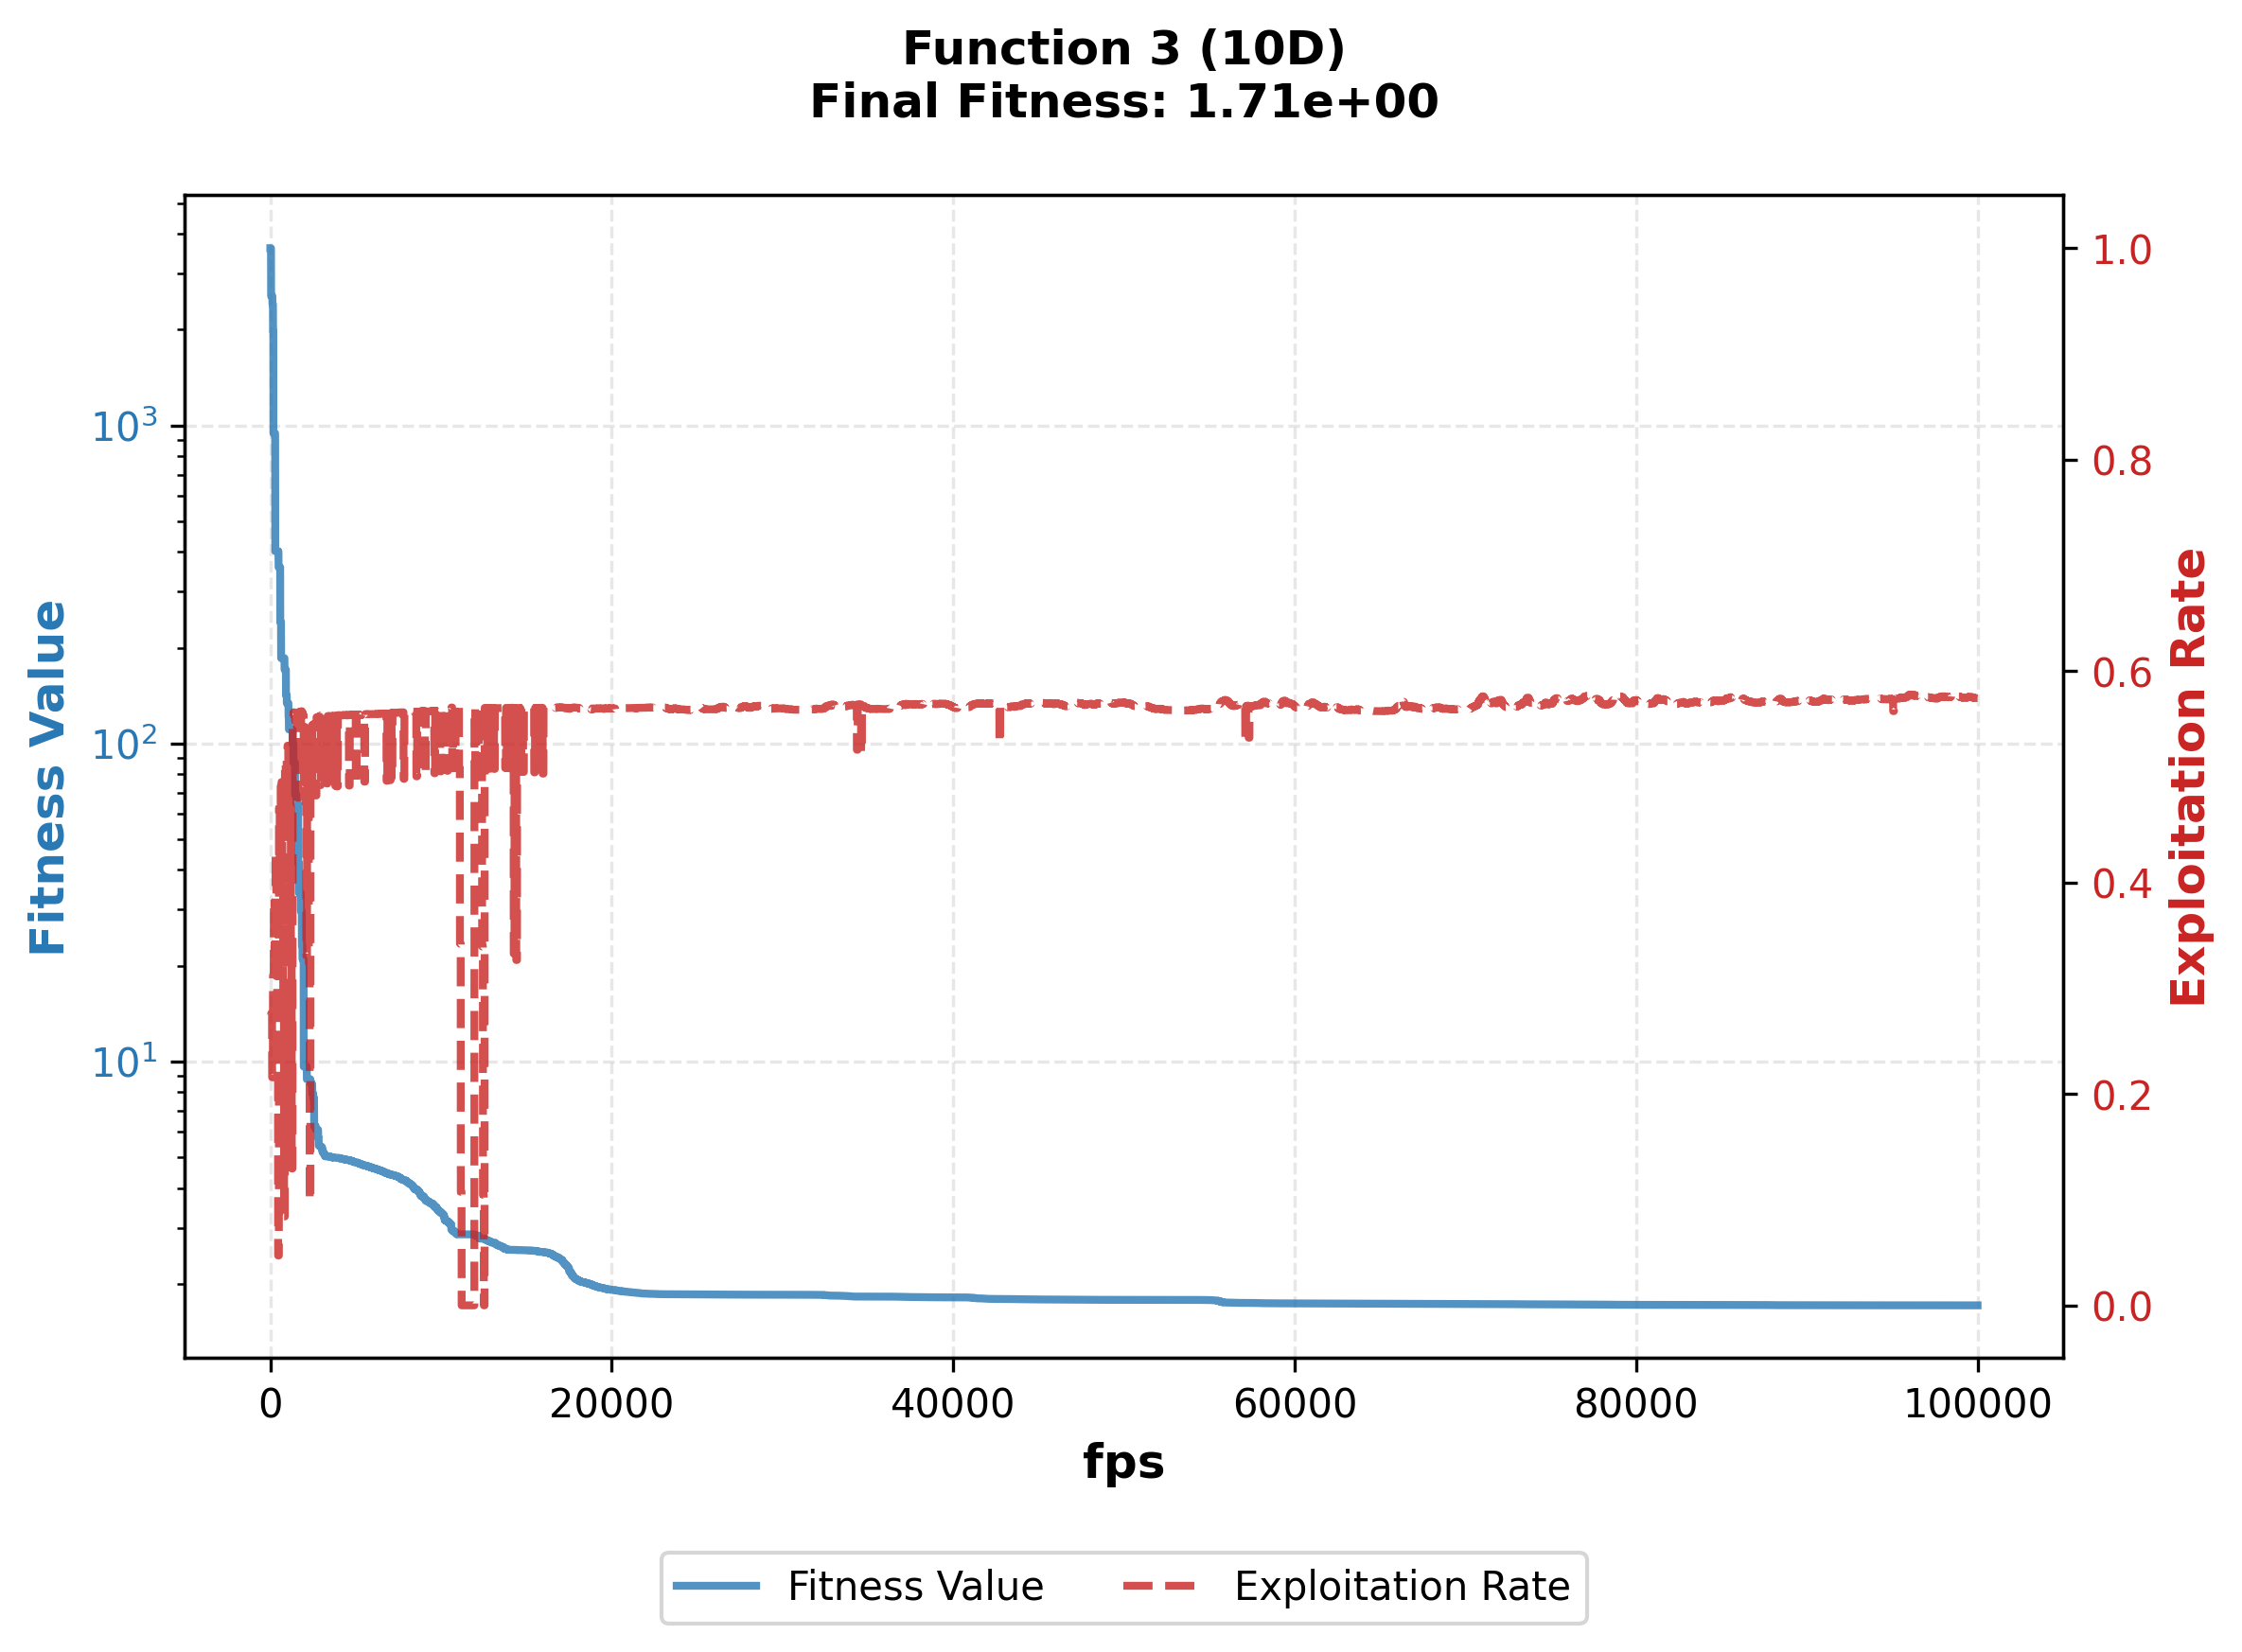 Function 3 (10D)
Final Fitness: 1.71e+00
Fitness Value
10³
10²
10¹
1.0
0.8
0.6
0.4
0.2
0.0
Exploitation Rate
0 20000 40000 60000 80000 100000
fps
Fitness Value Exploitation Rate